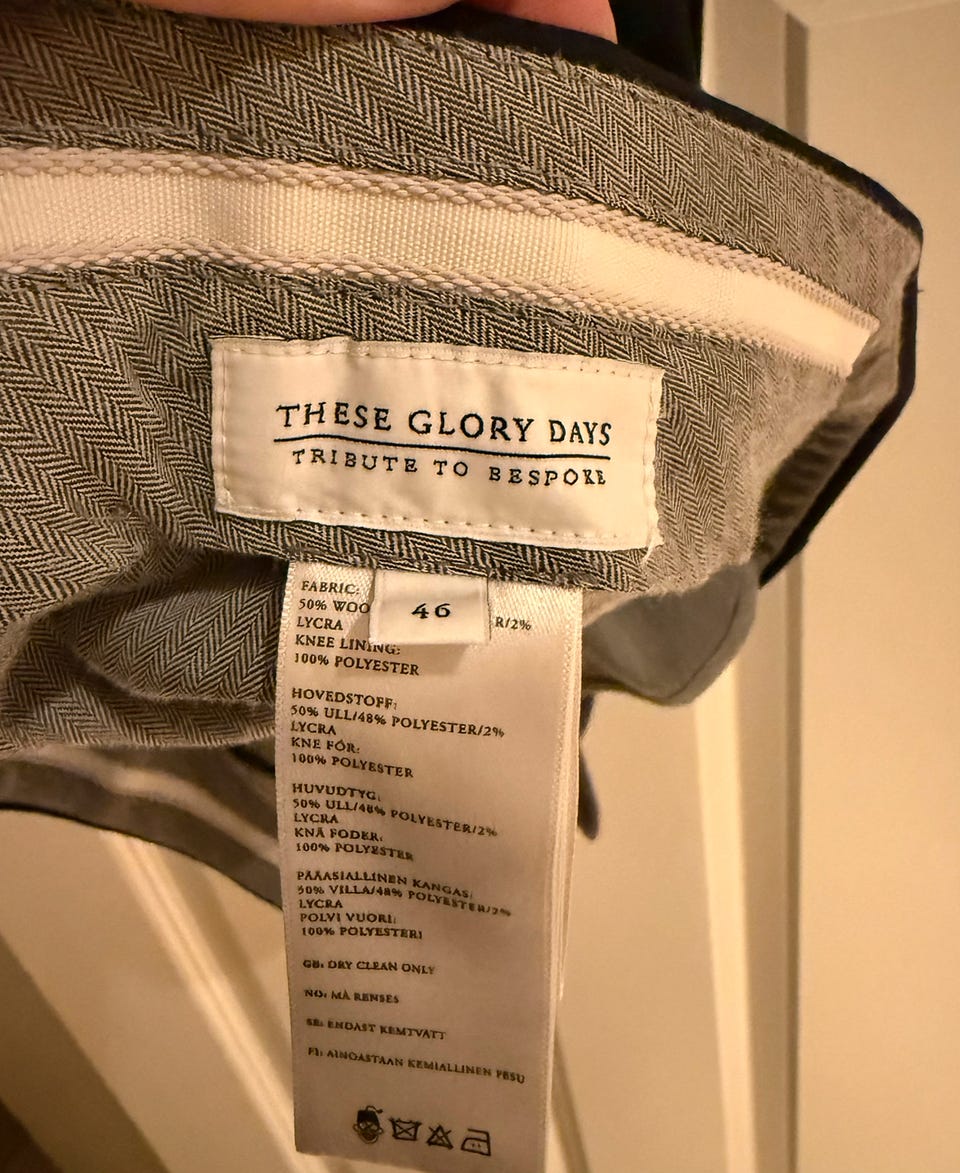 THESE GLORY DAYS
TRIBUTE TO BESPOKE
46
FABRIC:
50% WOO R/2%
LYCRA
KNEE LINING:
100% POLYESTER
HOVEDSTOFF:
50% ULL/48% POLYESTER/2%
LYCRA
KNE FÓR:
100% POLYESTER
HUVUDTYG:
50% ULL/48% POLYESTER/2%
LYCRA
KNÄ FODER:
100% POLYESTER
PÄÄASIALLINEN KANGAS:
50% VILLA/48% POLYESTER/2%
LYCRA
POLVI VUORI:
100% POLYESTERI
GB: DRY CLEAN ONLY
NO: MÅ RENSES
SE: ENDAST KEMTVATT
FI: AINOASTAAN KEMIALLINEN PESU